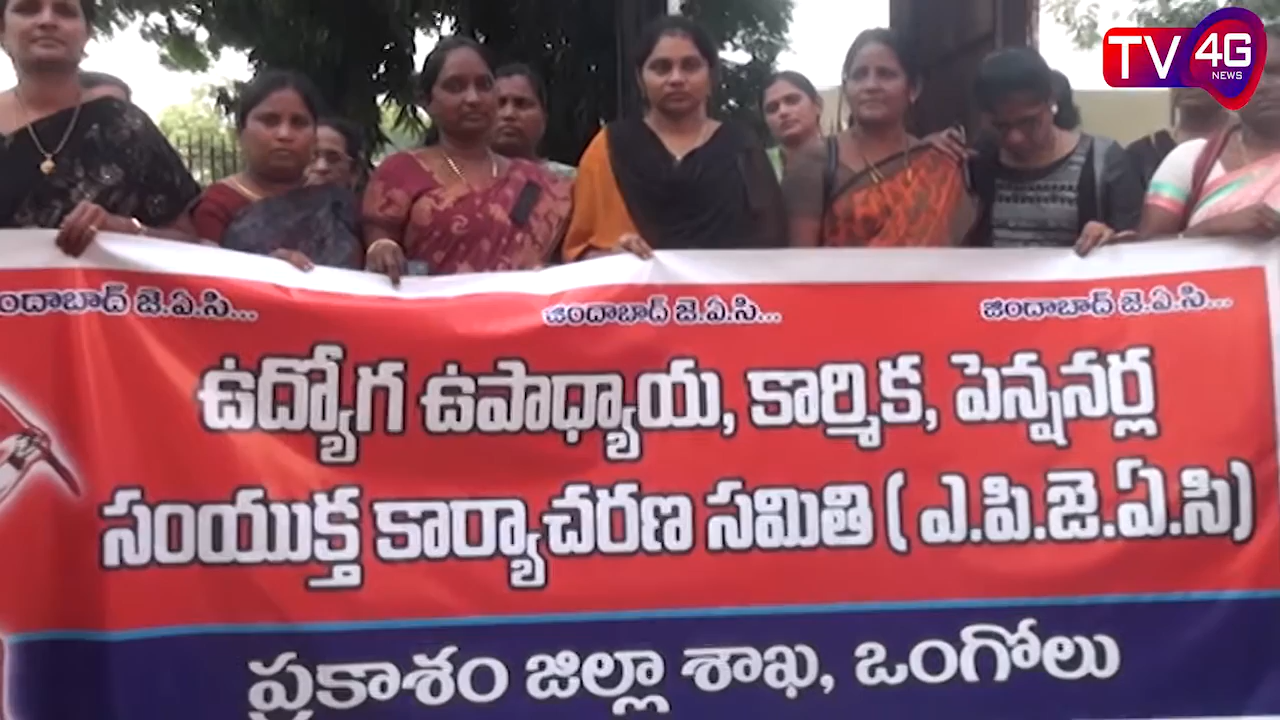 TV 4G NEWS
జిందాబాద్ జె.ఏ.సి... జిందాబాద్ జె.ఏ.సి...
ఉద్యోగ ఉపాధ్యాయ, కార్మిక, పెన్షనర్ల
సంయుక్త కార్యాచరణ సమితి ( ఎ.పి.జె.ఏ.సి)
ప్రకాశం జిల్లా శాఖ, ఒంగోలు